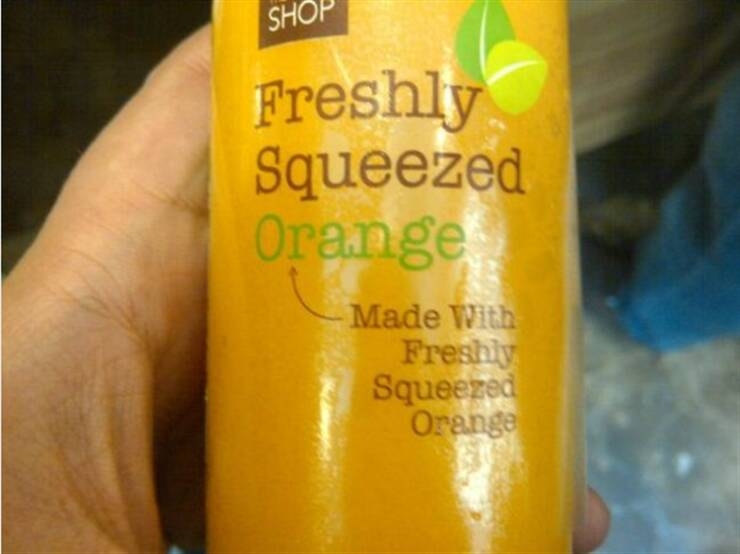 SHOP
Freshly
Squeezed
Orange
Made With
Freshly
Squeezed
Orange